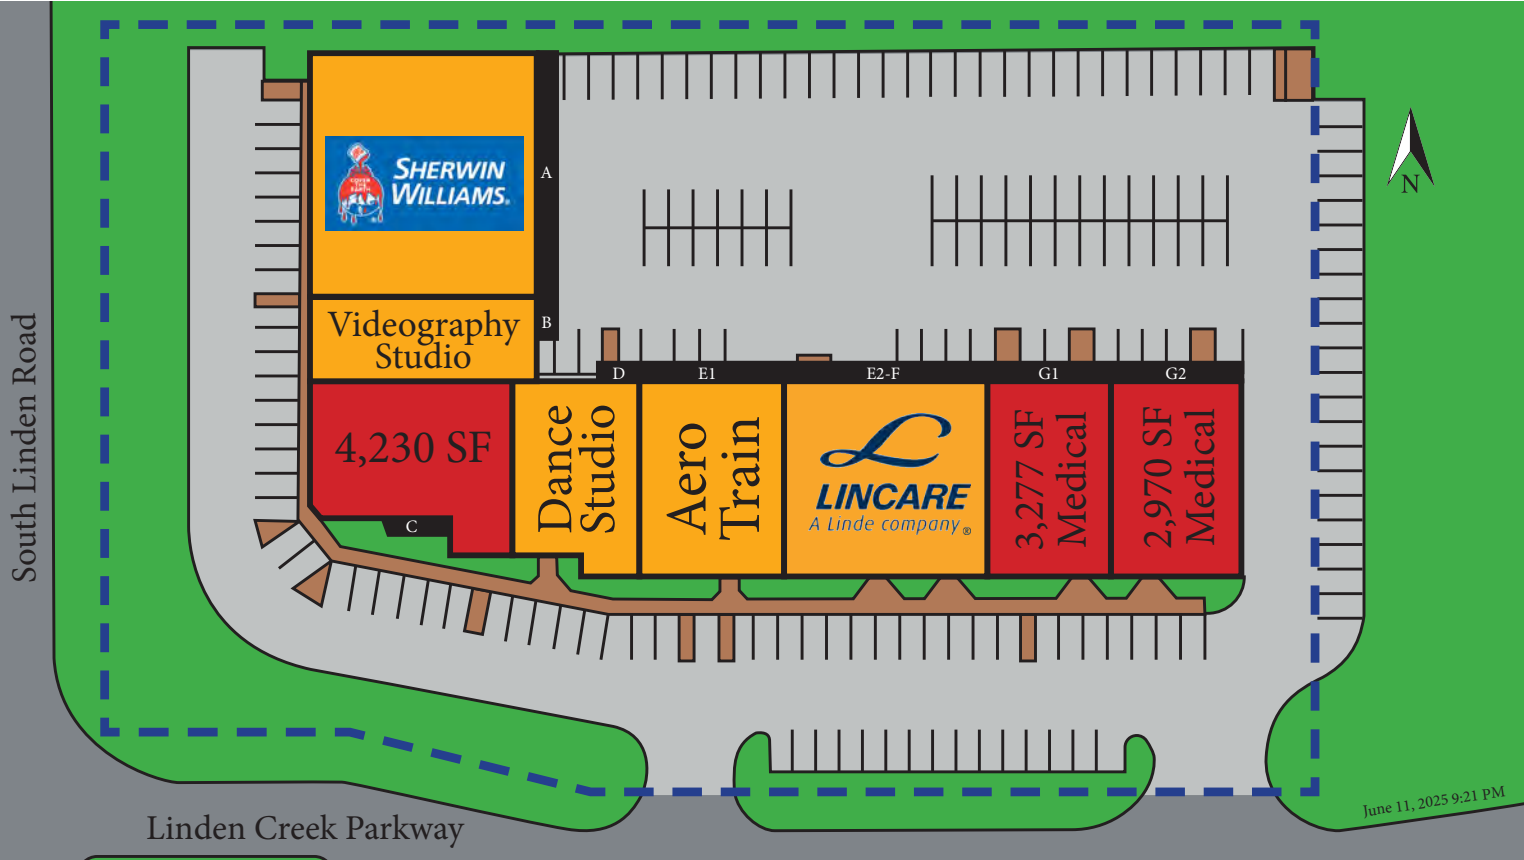 SHERWIN
WILLIAMS.
A
N
Videography
Studio
B
South Linden Road
D
E1
E2-F
G1
G2
4,230 SF
C
Dance
Studio
Aero
Train
LINCARE
A Linde company®
3,277 SF
Medical
2,970 SF
Medical
June 11, 2025 9:21 PM
Linden Creek Parkway